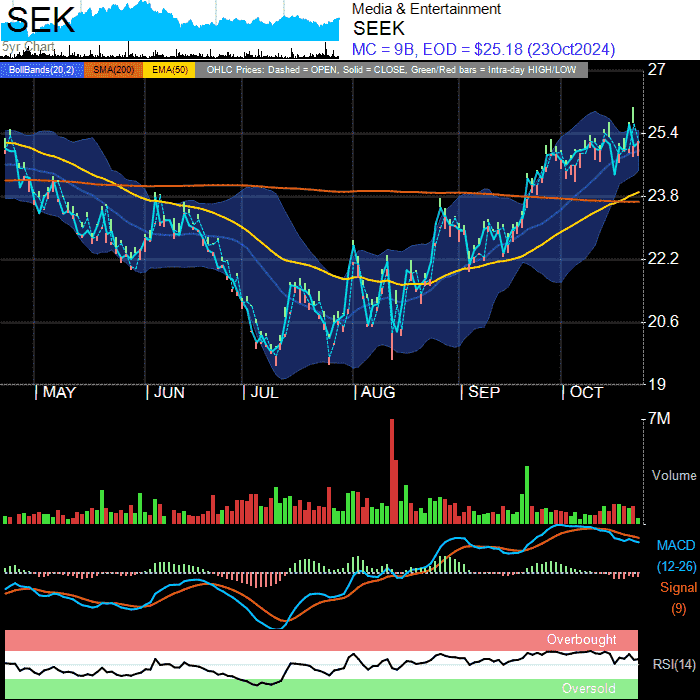 SEK
5yr Chart
Media & Entertainment
SEEK
MC = 9B, EOD = $25.18 (23Oct2024)
BollBands(20,2) SMA(200) EMA(50) OHLC Prices: Dashed = OPEN, Solid = CLOSE, Green/Red bars = Intra-day HIGH/LOW
27
25.4
23.8
22.2
20.6
19
| MAY | JUN | JUL | AUG | SEP | OCT
7M
Volume
MACD
(12-26)
Signal
(9)
Overbought
RSI(14)
Oversold